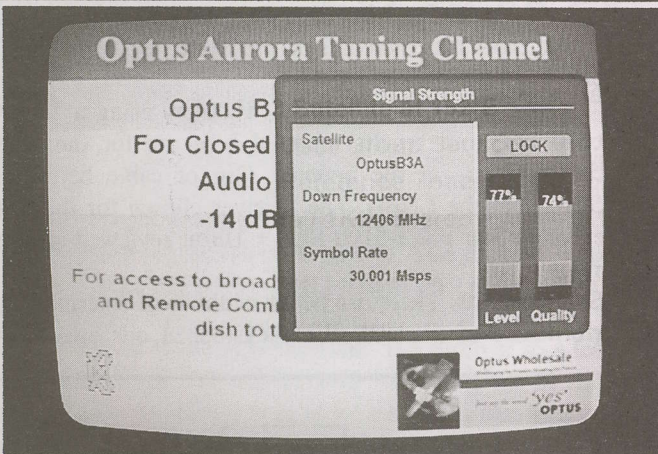 Optus Aurora Tuning Channel
Optus B3
For Closed
Audio
-14 dB
For access to broad
and Remote Com
dish to t
Signal Strength
Satellite
OptusB3A
Down Frequency
12406 MHz
Symbol Rate
30.001 Msps
LOCK
77%
74%
Level Quality
Optus Wholesale
'yes'
OPTUS